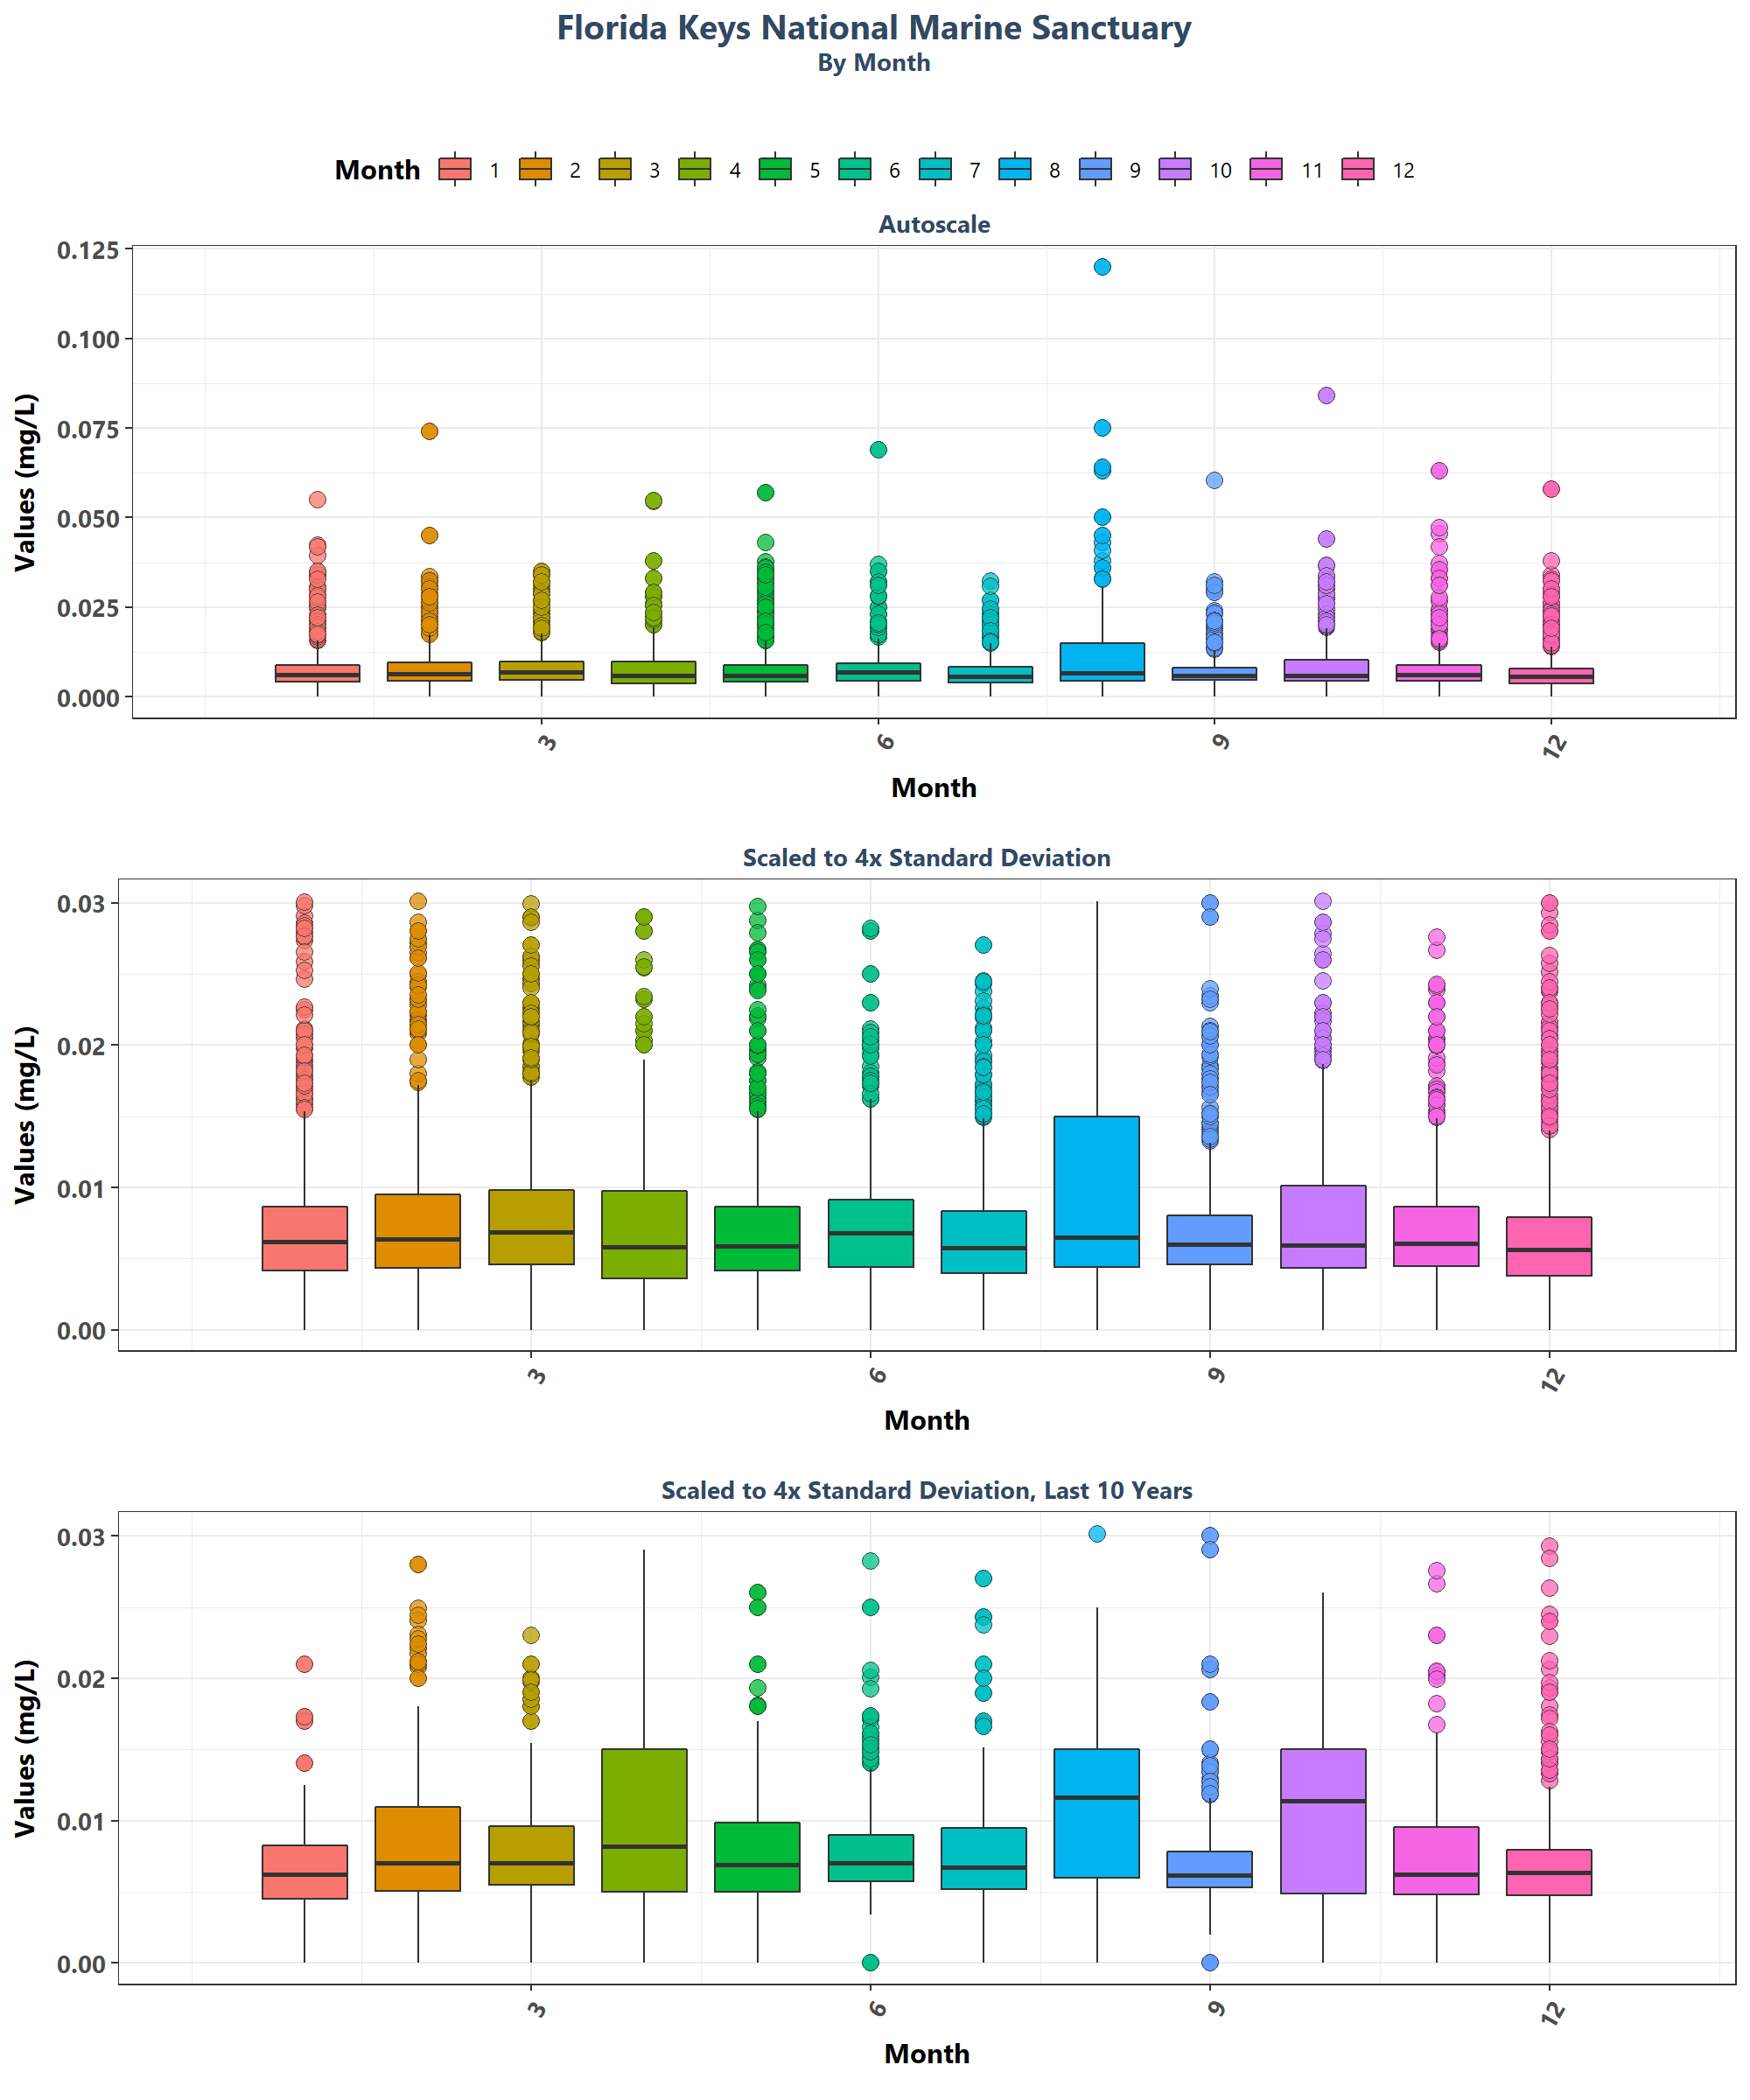 Florida Keys National Marine Sanctuary
By Month
Month 1 2 3 4 5 6 7 8 9 10 11 12
Autoscale
Values (mg/L)
0.125
0.100
0.075
0.050
0.025
0.000
3 6 9 12
Month
Scaled to 4x Standard Deviation
Values (mg/L)
0.03
0.02
0.01
0.00
3 6 9 12
Month
Scaled to 4x Standard Deviation, Last 10 Years
Values (mg/L)
0.03
0.02
0.01
0.00
3 6 9 12
Month